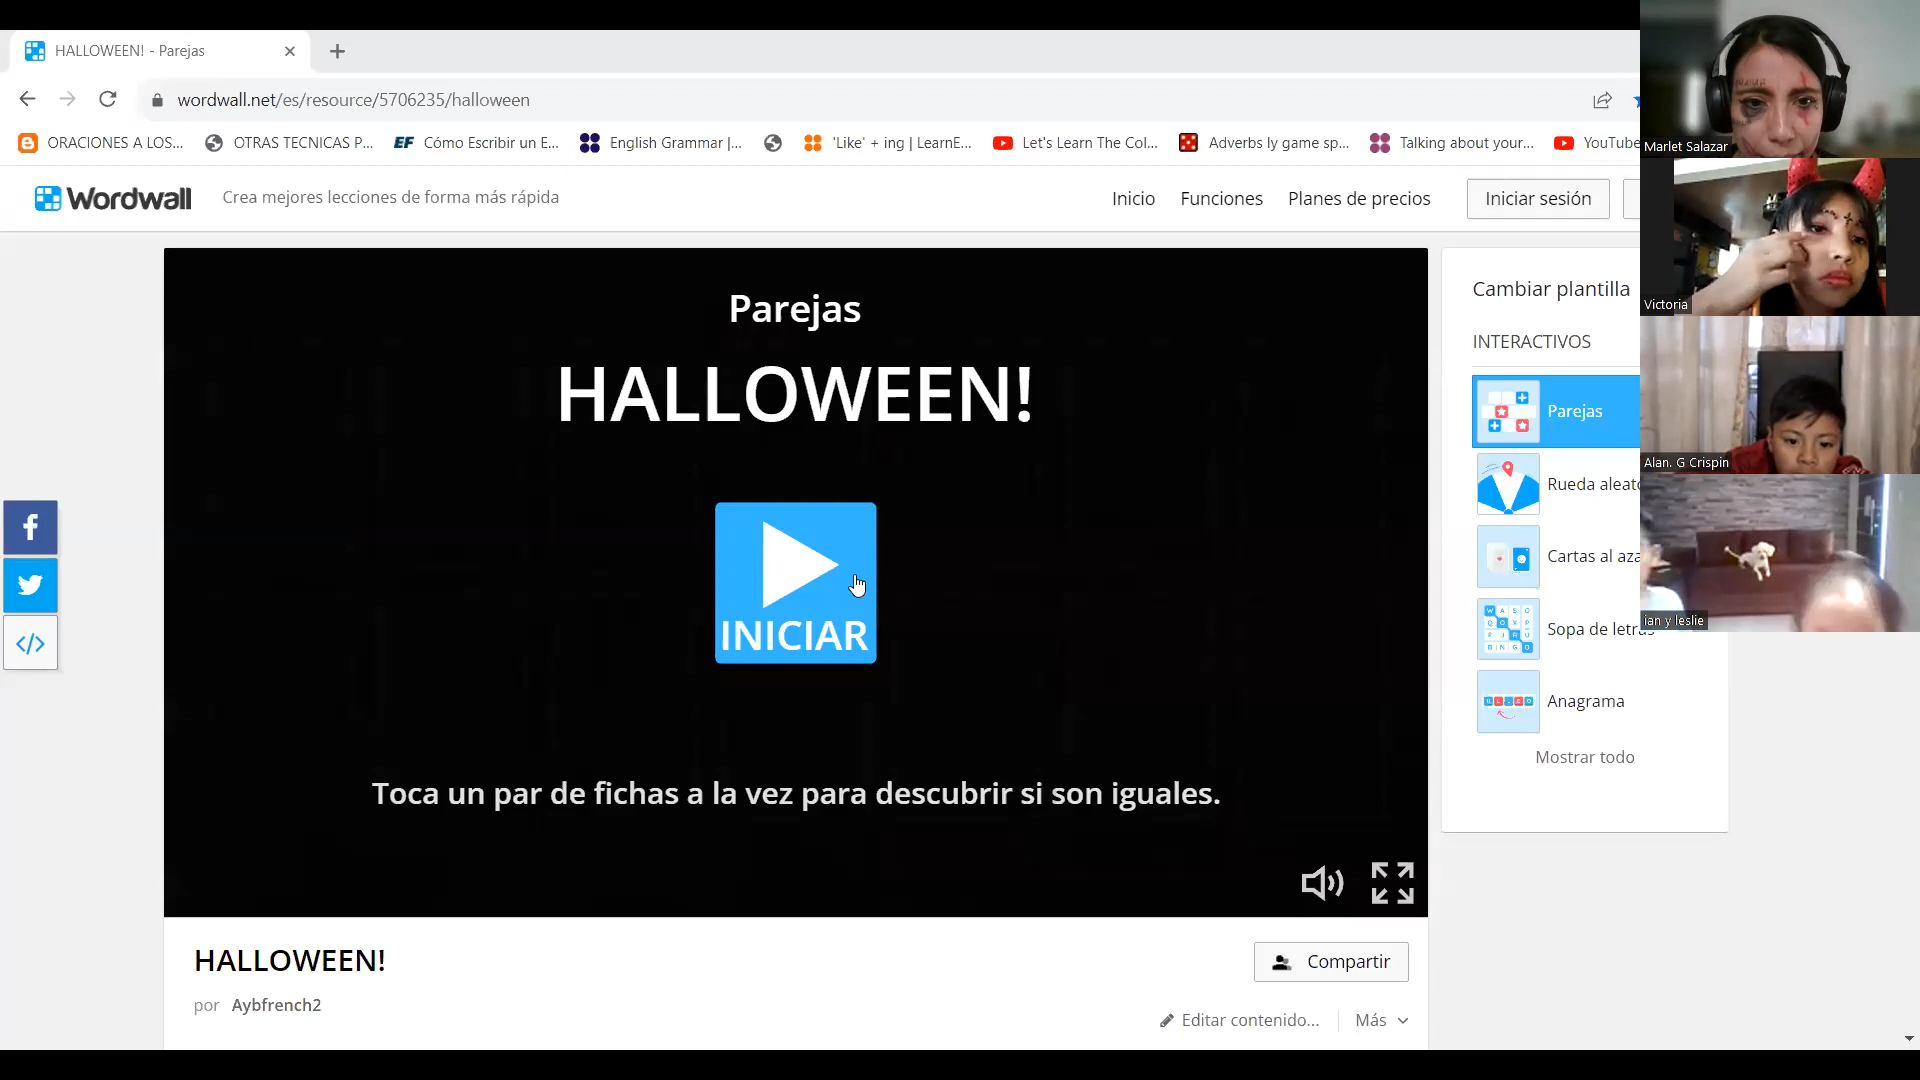 HALLOWEEN! - Parejas
wordwall.net/es/resource/5706235/halloween
ORACIONES A LOS...
OTRAS TECNICAS P...
EF Cómo Escribir un E...
English Grammar |...
'Like' + ing | LearnE...
Let's Learn The Col...
Adverbs ly game sp...
Talking about your...
YouTube
Wordwall
Crea mejores lecciones de forma más rápida
Inicio
Funciones
Planes de precios
Iniciar sesión
Parejas
HALLOWEEN!
INICIAR
Toca un par de fichas a la vez para descubrir si son iguales.
Cambiar plantilla
INTERACTIVOS
Parejas
Rueda aleato
Cartas al aza
Sopa de letras
Anagrama
Mostrar todo
HALLOWEEN!
por Aybfrench2
Compartir
Editar contenido...
Más
Marlet Salazar
Victoria
Alan. G Crispin
ian y leslie